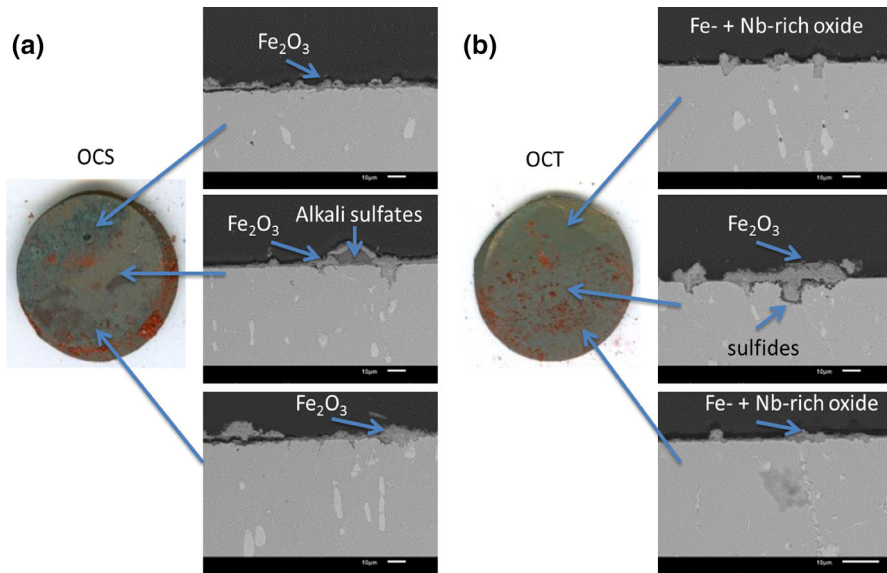 (a)
Fe₂O₃
10μm
OCS
Fe₂O₃
Alkali sulfates
10μm
Fe₂O₃
10μm
(b)
Fe- + Nb-rich oxide
10μm
OCT
Fe₂O₃
sulfides
10μm
Fe- + Nb-rich oxide
10μm